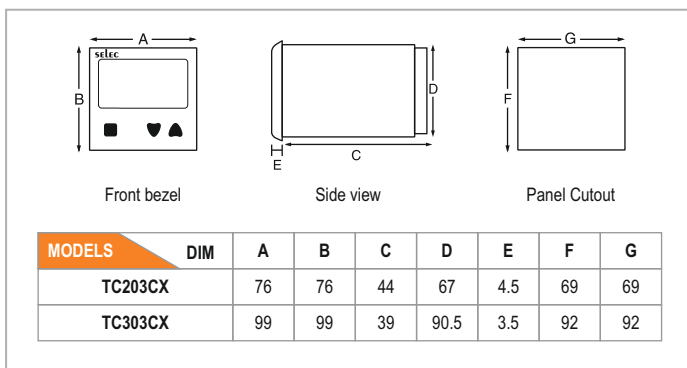 A
G
selec
B
D
F
C
E
Front bezel
Side view
Panel Cutout
MODELS DIM A B C D E F G
TC203CX 76 76 44 67 4.5 69 69
TC303CX 99 99 39 90.5 3.5 92 92